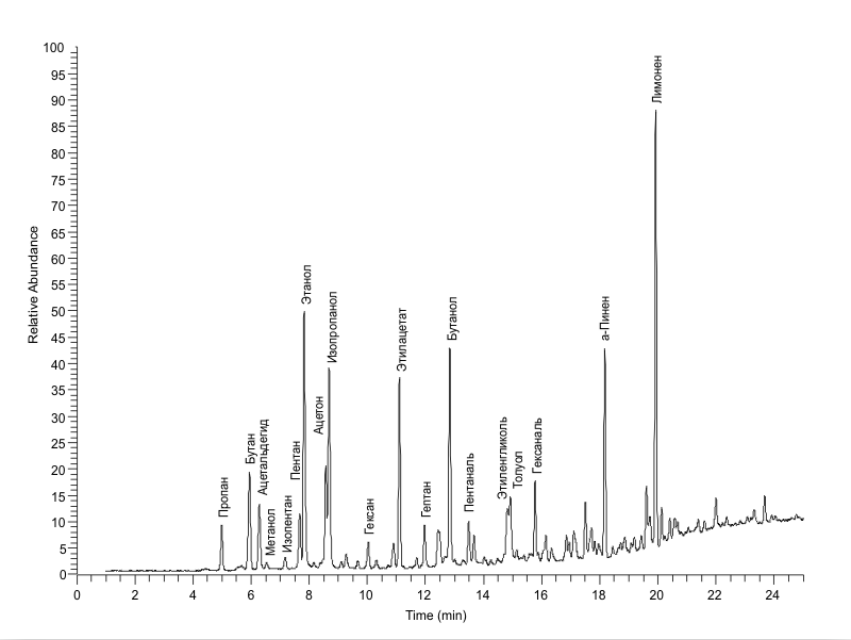 100
95
90
85
80
75
70
65
60
55
50
45
40
35
30
25
20
15
10
5
0
Relative Abundance
Пропан
Бутан
Ацетальдегид
Метанол
Изопентан
Пентан
Этанол
Ацетон
Изопропанол
Гексан
Этилацетат
Гептан
Бутанол
Пентаналь
Этиленгликоль
Толуол
Гексаналь
а-Пинен
Лимонен
0 2 4 6 8 10 12 14 16 18 20 22 24
Time (min)